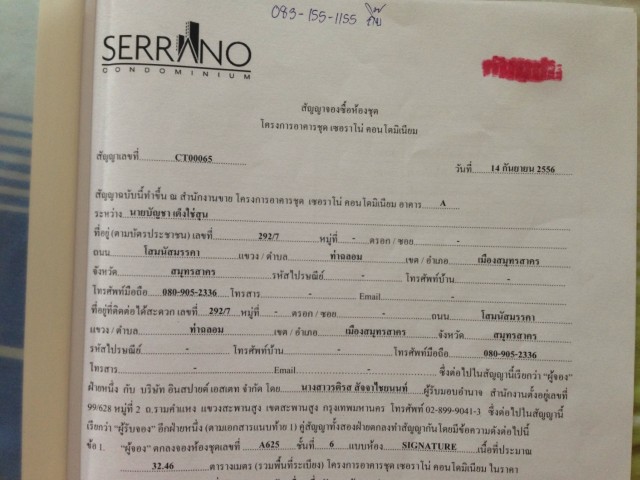 089-155-1155
SERRANO
CONDOMINIUM
สัญญาจองซื้อห้องชุด
โครงการอาคารชุด เซอราโน่ คอนโดมิเนียม
สัญญาเลขที่ CT00065
วันที่ 14 กันยายน 2556
สัญญาฉบับนี้ทำขึ้น ณ สำนักงานขาย โครงการอาคารชุด เซอราโน่ คอนโดมิเนียม อาคาร A
ระหว่าง นายบัญชา เต็งไข่สุน
ที่อยู่ (ตามบัตรประชาชน) เลขที่ 292/7 หมู่ที่ - ตรอก / ซอย -
ถนน โสมนัสมรรคา แขวง / ตำบล ท่าฉลอม เขต / อำเภอ เมืองสมุทรสาคร
จังหวัด สมุทรสาคร รหัสไปรษณีย์ - โทรศัพท์บ้าน -
โทรศัพท์มือถือ 080-905-2336 โทรสาร - Email -
ที่อยู่ที่ติดต่อได้สะดวก เลขที่ 292/7 หมู่ที่ - ตรอก / ซอย - ถนน โสมนัสมรรคา
แขวง / ตำบล ท่าฉลอม เขต / อำเภอ เมืองสมุทรสาคร จังหวัด สมุทรสาคร
รหัสไปรษณีย์ - โทรศัพท์บ้าน - โทรศัพท์มือถือ 080-905-2336
โทรสาร - Email - ซึ่งต่อไปในสัญญานี้เรียกว่า "ผู้จอง"
ฝ่ายหนึ่ง กับ บริษัท อินสปายด์ เอสเตท จำกัด โดย นางสาวรติรส สัจจาไชยนนท์ ผู้รับมอบอำนาจ สำนักงานตั้งอยู่เลขที่
99/628 หมู่ที่ 2 ถ.รามคำแหง แขวงสะพานสูง เขตสะพานสูง กรุงเทพมหานคร โทรศัพท์ 02-899-9041-3 ซึ่งต่อไปในสัญญานี้
เรียกว่า "ผู้รับจอง" อีกฝ่ายหนึ่ง (ตามเอกสารแนบท้าย 1) คู่สัญญาทั้งสองฝ่ายตกลงทำสัญญากันโดยมีข้อความดังต่อไปนี้
ข้อ 1. "ผู้จอง" ตกลงจองห้องชุดเลขที่ A625 ชั้นที่ 6 แบบห้อง SIGNATURE เนื้อที่ประมาณ
32.46 ตารางเมตร (รวมพื้นที่ระเบียง) โครงการอาคารชุด เซอราโน่ คอนโดมิเนียม ในราคา